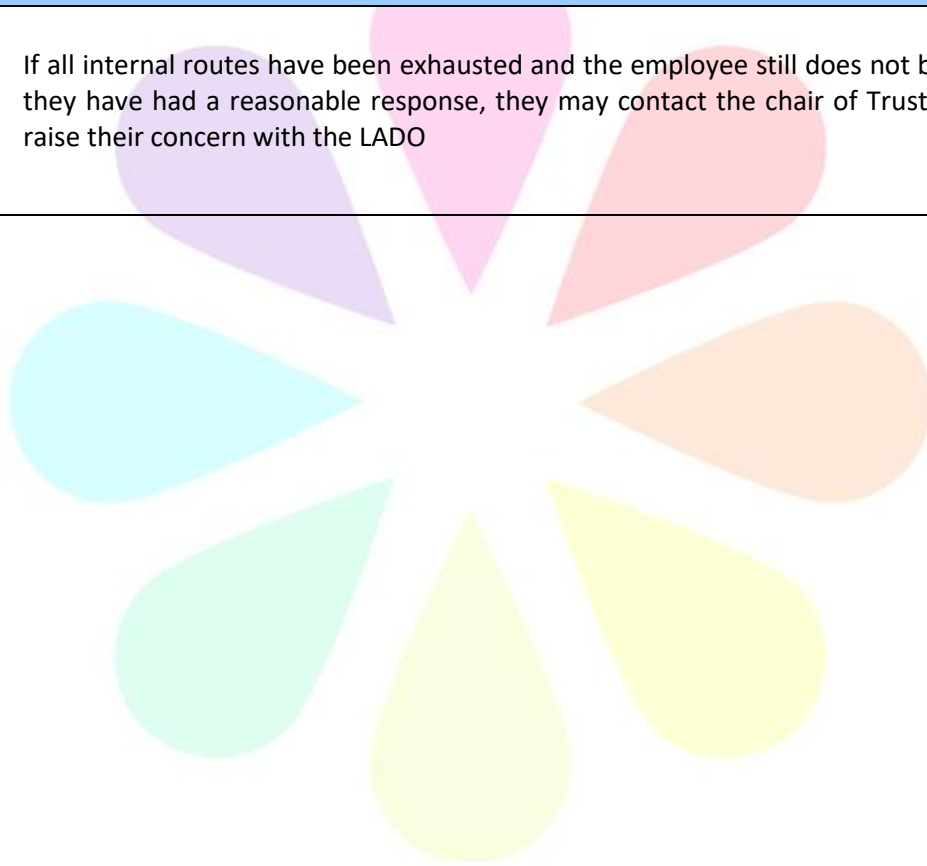 If all internal routes have been exhausted and the employee still does not
they have had a reasonable response, they may contact the chair of
raise their concern with the LADO